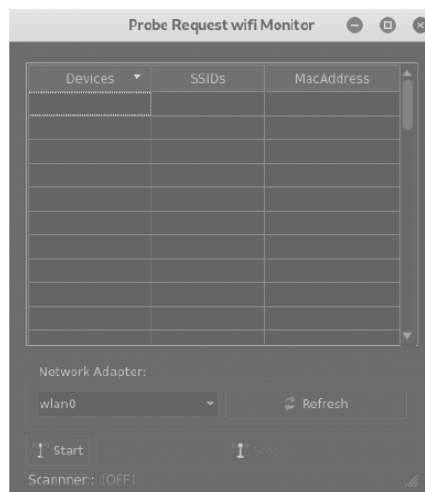 Probe Request wifi Monitor
Devices SSIDs MacAddress
Network Adapter:
wlan0 Refresh
Start Stop
Scannner:: [OFF]